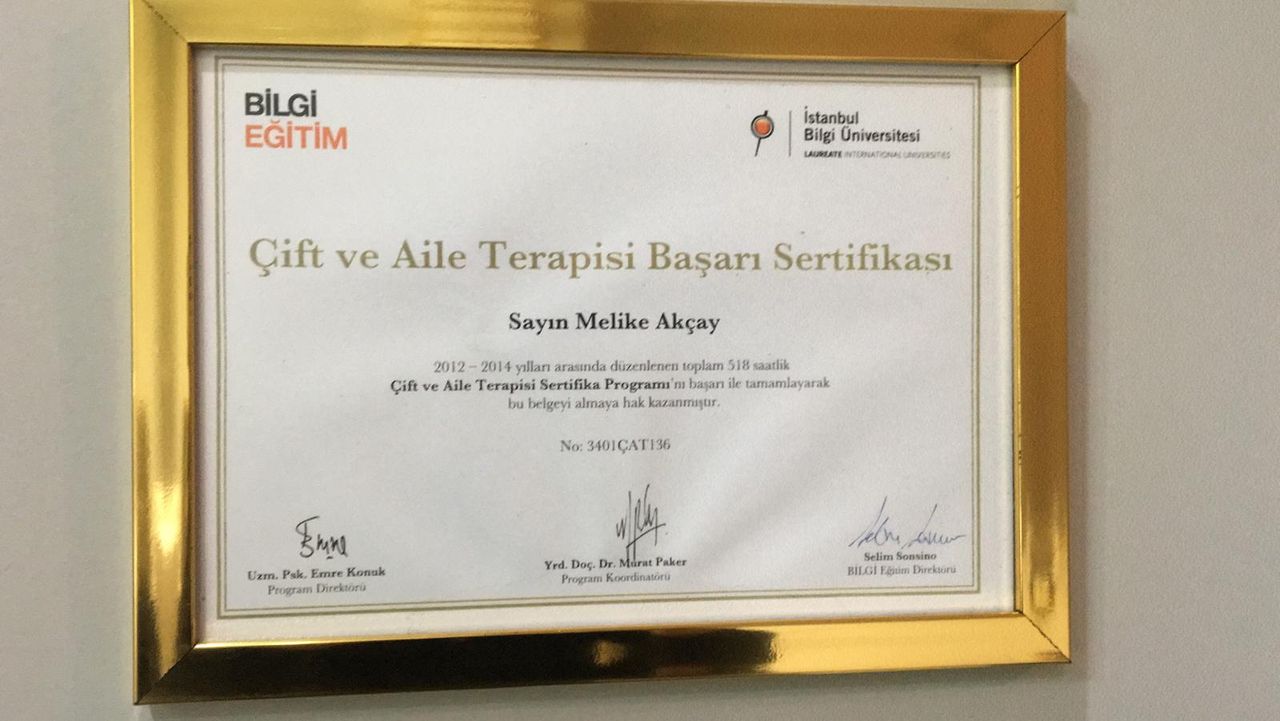 BİLGİ
EĞİTİM
İstanbul
Bilgi Üniversitesi
LAUREATE INTERNATIONAL UNIVERSITIES
Çift ve Aile Terapisi Başarı Sertifikası
Sayın Melike Akçay
2012 – 2014 yılları arasında düzenlenen toplam 518 saatlik
Çift ve Aile Terapisi Sertifika Programı'nı başarı ile tamamlayarak
bu belgeyi almaya hak kazanmıştır.
No: 3401ÇAT136
Uzm. Psk. Emre Konuk
Program Direktörü
Yrd. Doç. Dr. Murat Paker
Program Koordinatörü
Selim Sonsino
BİLGİ Eğitim Direktörü